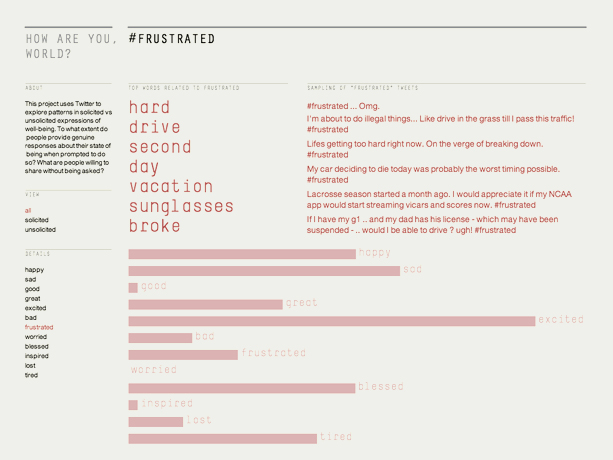 HOW ARE YOU,
WORLD?
#FRUSTRATED
ABOUT
This project uses Twitter to
explore patterns in solicited vs
unsolicited expressions of
well-being. To what extent do
people provide genuine
responses about their state of
being when prompted to do
so? What are people willing to
share without being asked?
VIEW
all
solicited
unsolicited
DETAILS
happy
sad
good
great
excited
bad
frustrated
worried
blessed
inspired
lost
tired
TOP WORDS RELATED TO FRUSTRATED
hard
drive
second
day
vacation
sunglasses
broke
SAMPLING OF "FRUSTRATED" TWEETS
#frustrated ... Omg.
I'm about to do illegal things... Like drive in the grass till I pass this traffic!
#frustrated
Lifes getting too hard right now. On the verge of breaking down.
#frustrated
My car deciding to die today was probably the worst timing possible.
#frustrated
Lacrosse season started a month ago. I would appreciate it if my NCAA
app would start streaming vicars and scores now. #frustrated
If I have my g1 .. and my dad has his license - which may have been
suspended - .. would I be able to drive ? ugh! #frustrated
happy
sad
good
great
excited
bad
frustrated
worried
blessed
inspired
lost
tired